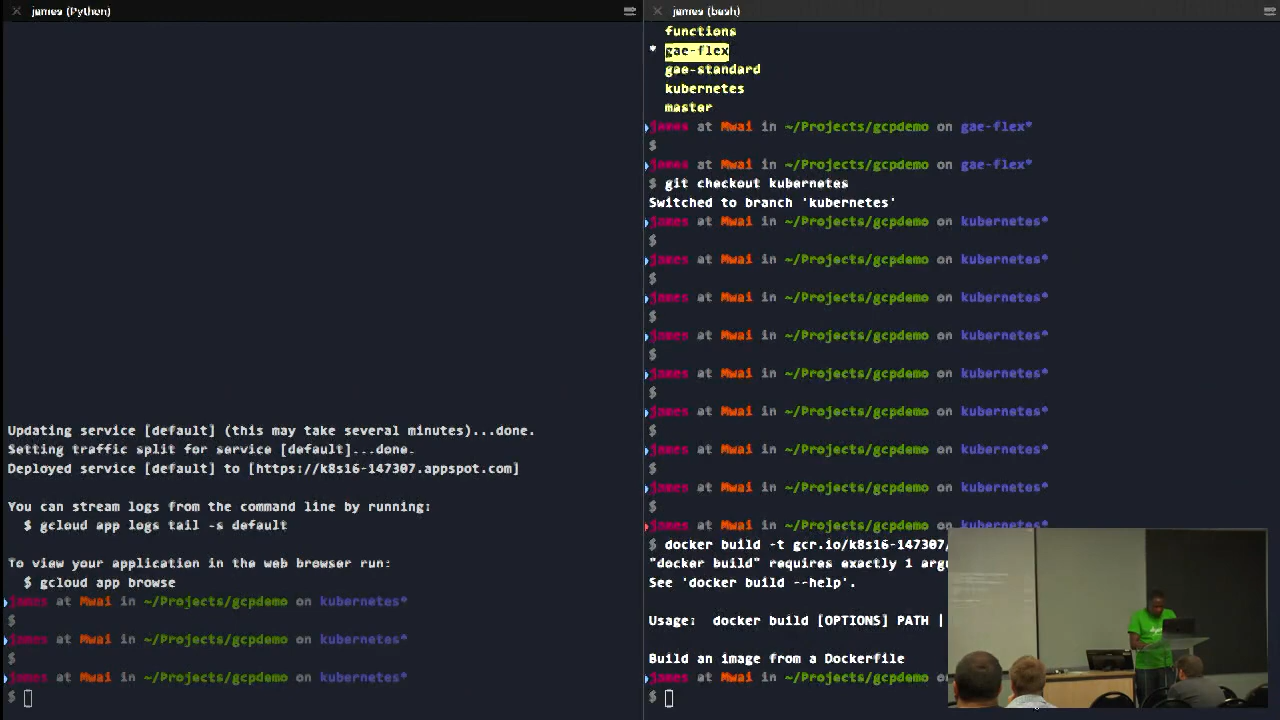 james (Python)
Updating service [default] (this may take several minutes)...done.
Setting traffic split for service [default]...done.
Deployed service [default] to [https://k8s16-147307.appspot.com]
You can stream logs from the command line by running:
$ gcloud app logs tail -s default
To view your application in the web browser run:
$ gcloud app browse
james at Mwai in ~/Projects/gcpdemo on kubernetes*
$
james at Mwai in ~/Projects/gcpdemo on kubernetes*
$
james at Mwai in ~/Projects/gcpdemo on kubernetes*
$
james (bash)
functions
* gae-flex
gae-standard
kubernetes
master
james at Mwai in ~/Projects/gcpdemo on gae-flex*
$
james at Mwai in ~/Projects/gcpdemo on gae-flex*
$ git checkout kubernetes
Switched to branch 'kubernetes'
james at Mwai in ~/Projects/gcpdemo on kubernetes*
$
james at Mwai in ~/Projects/gcpdemo on kubernetes*
$
james at Mwai in ~/Projects/gcpdemo on kubernetes*
$
james at Mwai in ~/Projects/gcpdemo on kubernetes*
$
james at Mwai in ~/Projects/gcpdemo on kubernetes*
$
james at Mwai in ~/Projects/gcpdemo on kubernetes*
$
james at Mwai in ~/Projects/gcpdemo on kubernetes*
$
james at Mwai in ~/Projects/gcpdemo on kubernetes*
$
james at Mwai in ~/Projects/gcpdemo on kubernetes*
$ docker build -t gcr.io/k8s16-147307/
"docker build" requires exactly 1
See 'docker build --help'.
Usage: docker build [OPTIONS] PATH |
Build an image from a Dockerfile
james at Mwai in ~/Projects/gcpdemo on
$